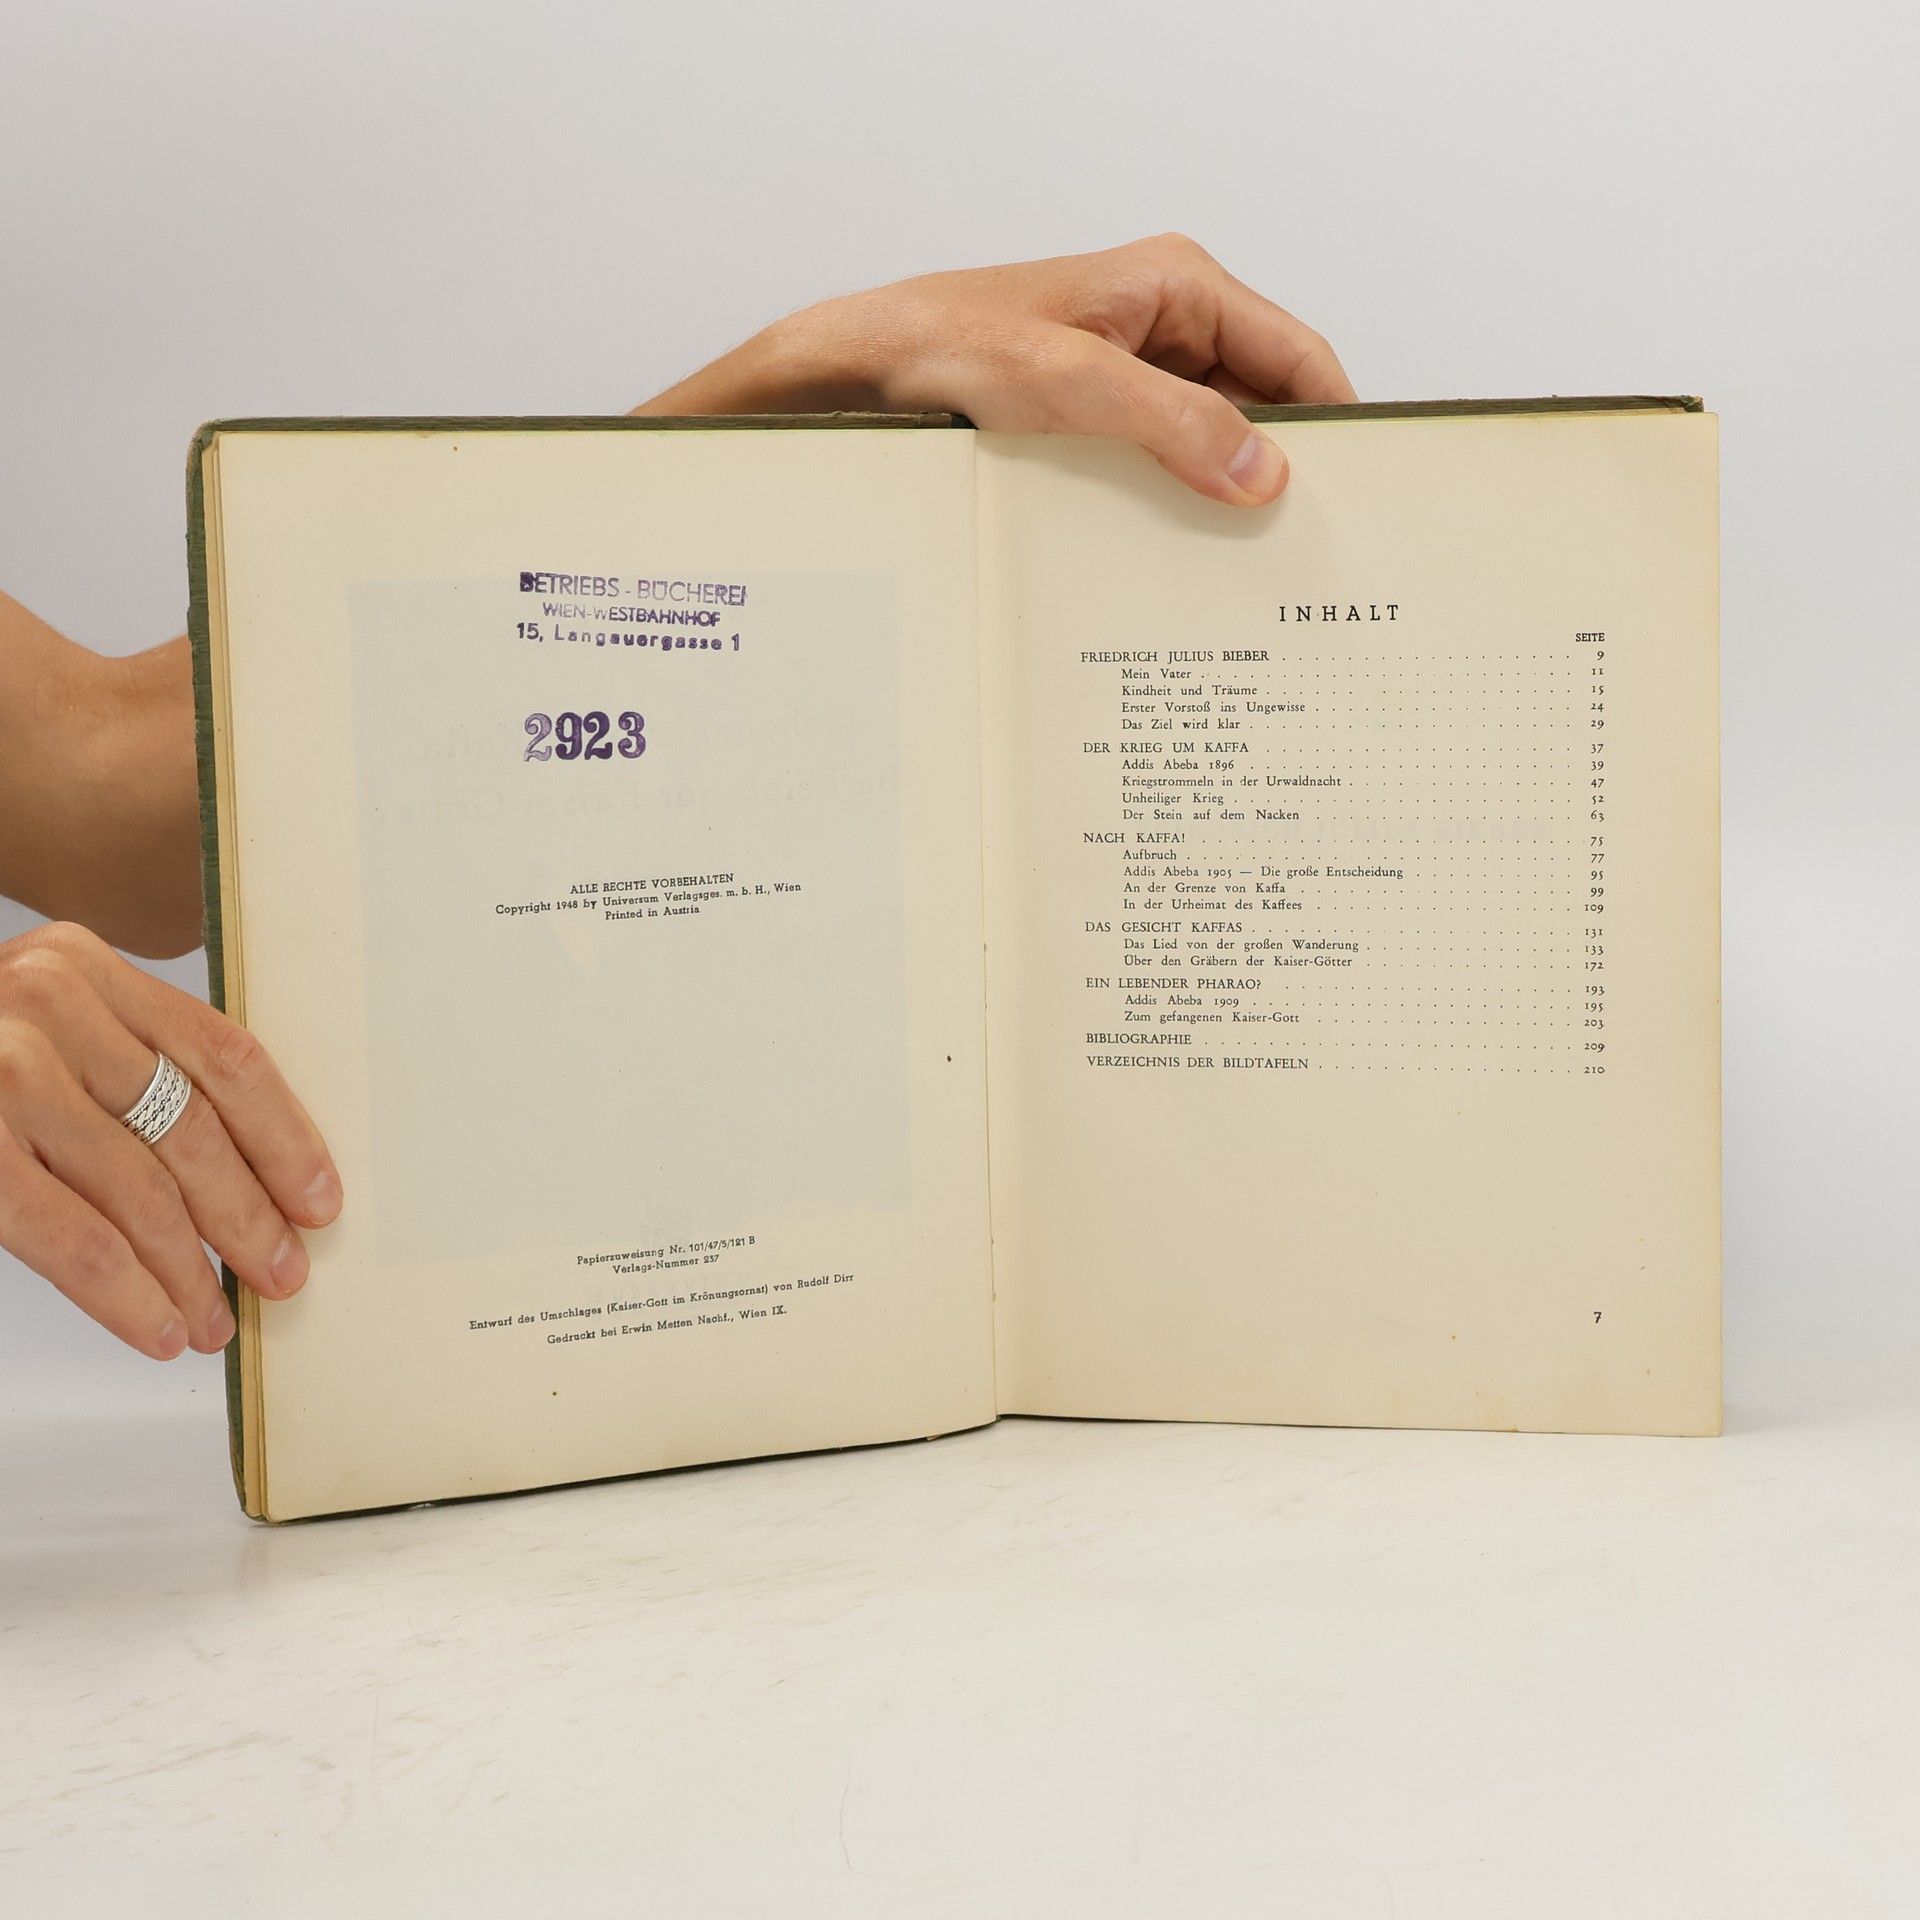 BETRIEBS - BÜCHEREI
WIEN-WESTBAHNHOF
15, Langauergasse 1
2923
ALLE RECHTE VORBEHALTEN
Copyright 1948 by Universum Verlagsges. m. b. H., Wien
Printed in Austria
Papierzuweisung Nr. 101/47/5/121 B
Verlags-Nummer 237
Entwurf des Umschlages (Kaiser-Gott im Krönungsornat) von Rudolf Dirr
Gedruckt bei Erwin Metten Nachf., Wien IX.
INHALT
SEITE
FRIEDRICH JULIUS BIEBER . . . . . . . . . . . . . . . . . . 9
Mein Vater . . . . . . . . . . . . . . . . . . . . . . . 11
Kindheit und Träume . . . . . . . . . . . . . . . . . . 15
Erster Vorstoß ins Ungewisse . . . . . . . . . . . . . . . . 24
Das Ziel wird klar . . . . . . . . . . . . . . . . . . . . 29
DER KRIEG UM KAFFA . . . . . . . . . . . . . . . . . . . 37
Addis Abeba 1896 . . . . . . . . . . . . . . . . . . . . 39
Kriegstrommeln in der Urwaldnacht . . . . . . . . . . . . . . 47
Unheiliger Krieg . . . . . . . . . . . . . . . . . . . . . 52
Der Stein auf dem Nacken . . . . . . . . . . . . . . . . 63
NACH KAFFA! . . . . . . . . . . . . . . . . . . . . . . . 75
Aufbruch . . . . . . . . . . . . . . . . . . . . . . . . 77
Addis Abeba 1905 — Die große Entscheidung . . . . . . . . . . 95
An der Grenze von Kaffa . . . . . . . . . . . . . . . . . 99
In der Urheimat des Kaffees . . . . . . . . . . . . . . . . 109
DAS GESICHT KAFFAS . . . . . . . . . . . . . . . . . . . . 131
Das Lied von der großen Wanderung . . . . . . . . . . . . . 133
Über den Gräbern der Kaiser-Götter . . . . . . . . . . . . . 172
EIN LEBENDER PHARAO? . . . . . . . . . . . . . . . . . . 193
Addis Abeba 1909 . . . . . . . . . . . . . . . . . . . . 195
Zum gefangenen Kaiser-Gott . . . . . . . . . . . . . . . . 203
BIBLIOGRAPHIE . . . . . . . . . . . . . . . . . . . . . . . 209
VERZEICHNIS DER BILDTAFELN . . . . . . . . . . . . . . . . 210
7